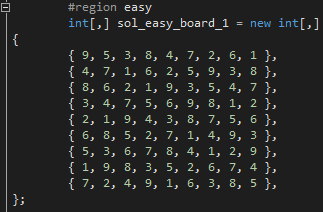 #region easy
int[,] sol_easy_board_1 = new int[,]
{
{ 9, 5, 3, 8, 4, 7, 2, 6, 1 },
{ 4, 7, 1, 6, 2, 5, 9, 3, 8 },
{ 8, 6, 2, 1, 9, 3, 5, 4, 7 },
{ 3, 4, 7, 5, 6, 9, 8, 1, 2 },
{ 2, 1, 9, 4, 3, 8, 7, 5, 6 },
{ 6, 8, 5, 2, 7, 1, 4, 9, 3 },
{ 5, 3, 6, 7, 8, 4, 1, 2, 9 },
{ 1, 9, 8, 3, 5, 2, 6, 7, 4 },
{ 7, 2, 4, 9, 1, 6, 3, 8, 5 },
};